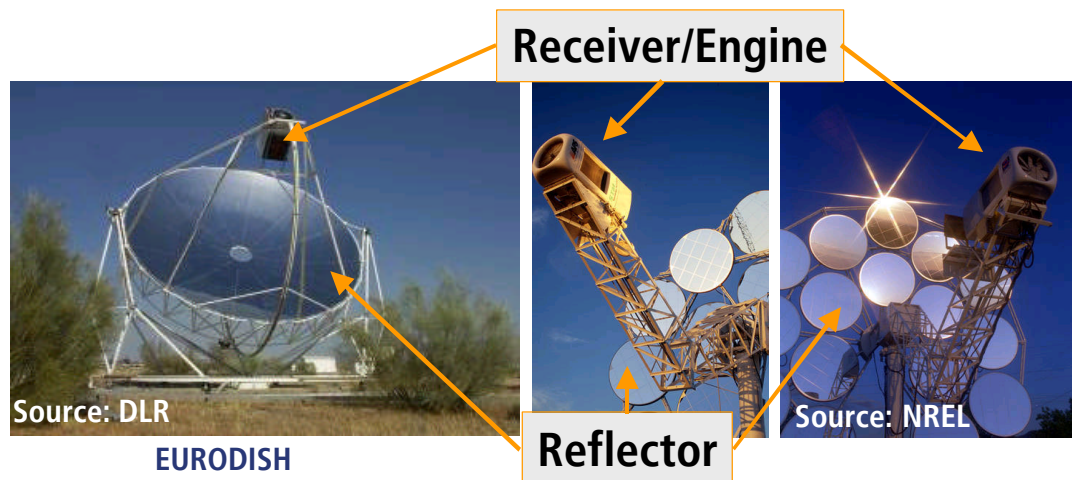 Receiver/Engine
Source: DLR
Source: NREL
EURODISH
Reflector